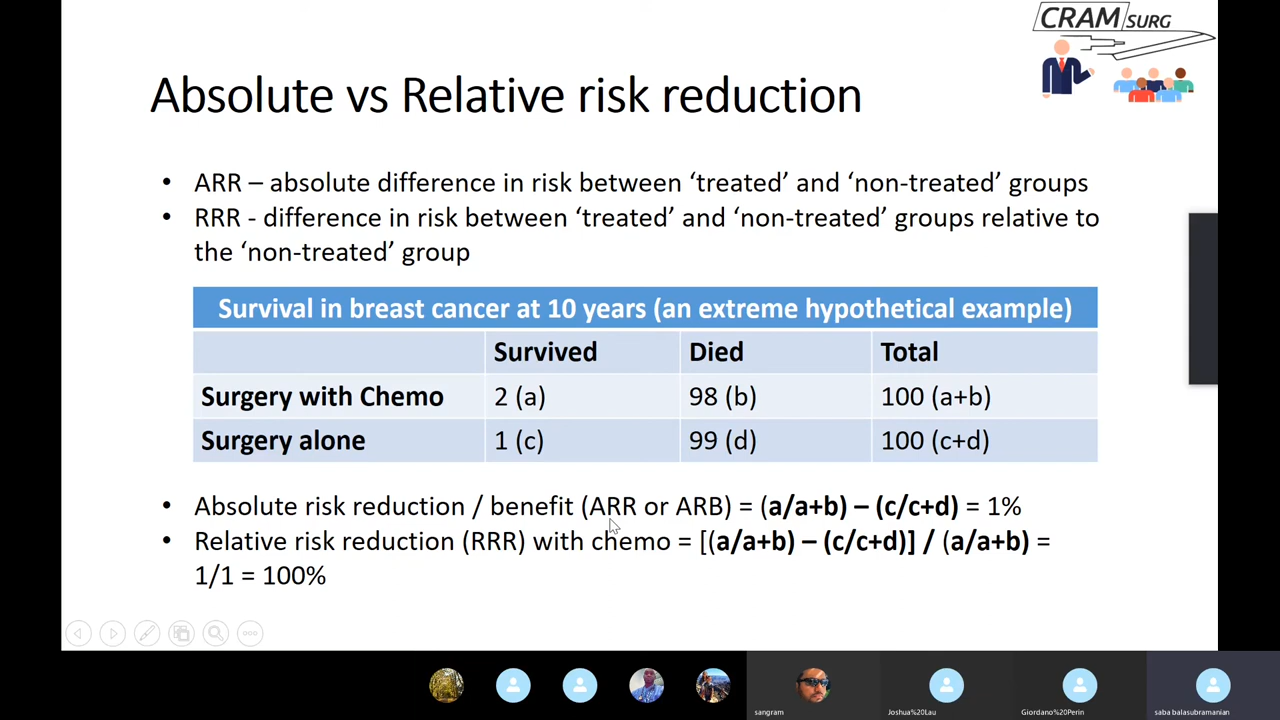 CRAM SURG
Absolute vs Relative risk reduction
• ARR – absolute difference in risk between ‘treated’ and ‘non-treated’ groups
• RRR - difference in risk between ‘treated’ and ‘non-treated’ groups relative to
the ‘non-treated’ group
Survival in breast cancer at 10 years (an extreme hypothetical example)
Survived Died Total
Surgery with Chemo 2 (a) 98 (b) 100 (a+b)
Surgery alone 1 (c) 99 (d) 100 (c+d)
• Absolute risk reduction / benefit (ARR or ARB) = (a/a+b) – (c/c+d) = 1%
• Relative risk reduction (RRR) with chemo = [(a/a+b) – (c/c+d)] / (a/a+b) =
1/1 = 100%
sangram Joshua%20Lau Giordano%20Perin saba balasubramanian